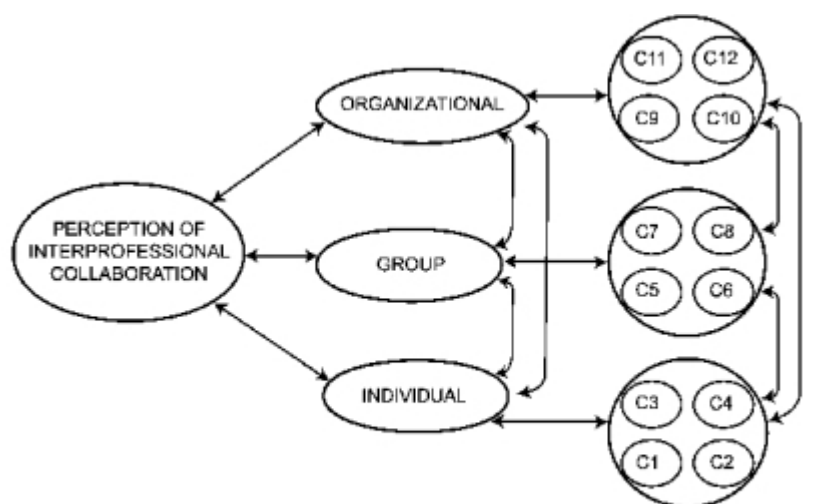 C11 C12
ORGANIZATIONAL
C9 C10
PERCEPTION OF
INTERPROFESSIONAL
COLLABORATION
C7 C8
GROUP
C5 C6
INDIVIDUAL
C3 C4
C1 C2